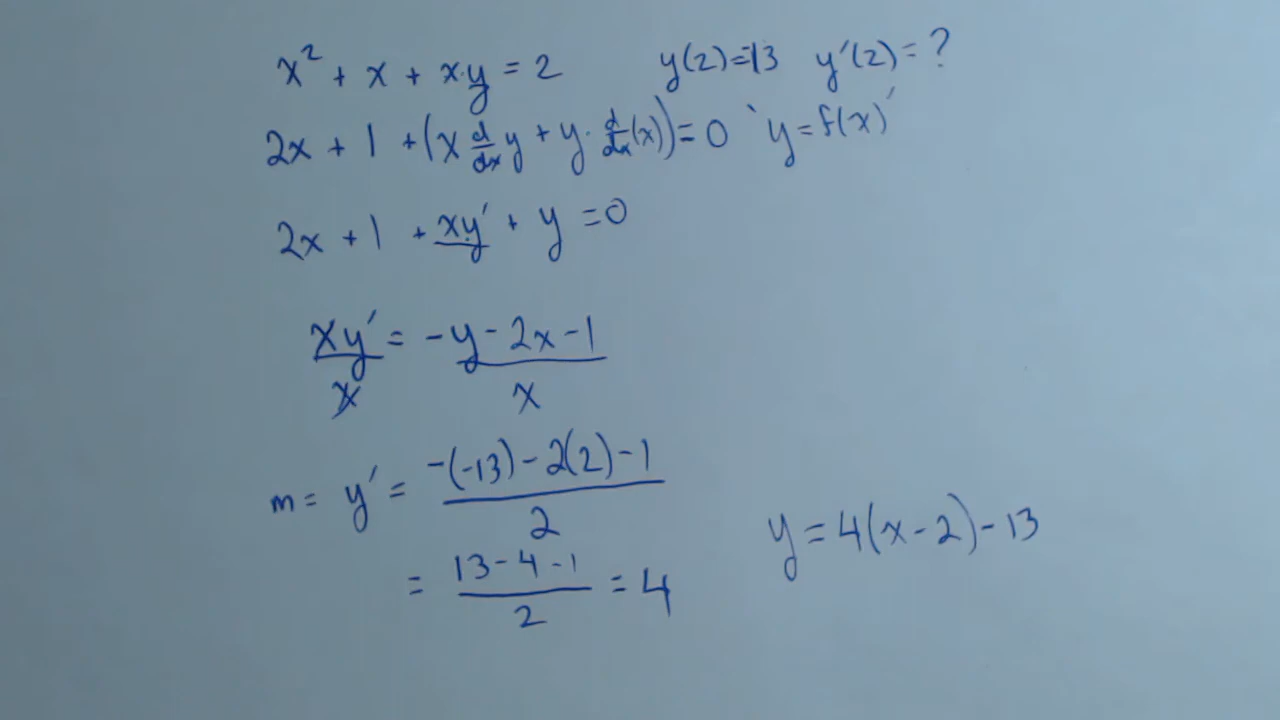 x² + x + x·y = 2 y(2)=-13 y'(2) = ?
2x + 1 + (x d/dx y + y · d/dx (x)) = 0 'y = f(x)'
2x + 1 + xy' + y = 0
xy'/x = -y - 2x - 1/x
m = y' = -(-13) - 2(2) - 1/2
y = 4(x - 2) - 13
= 13 - 4 - 1/2 = 4